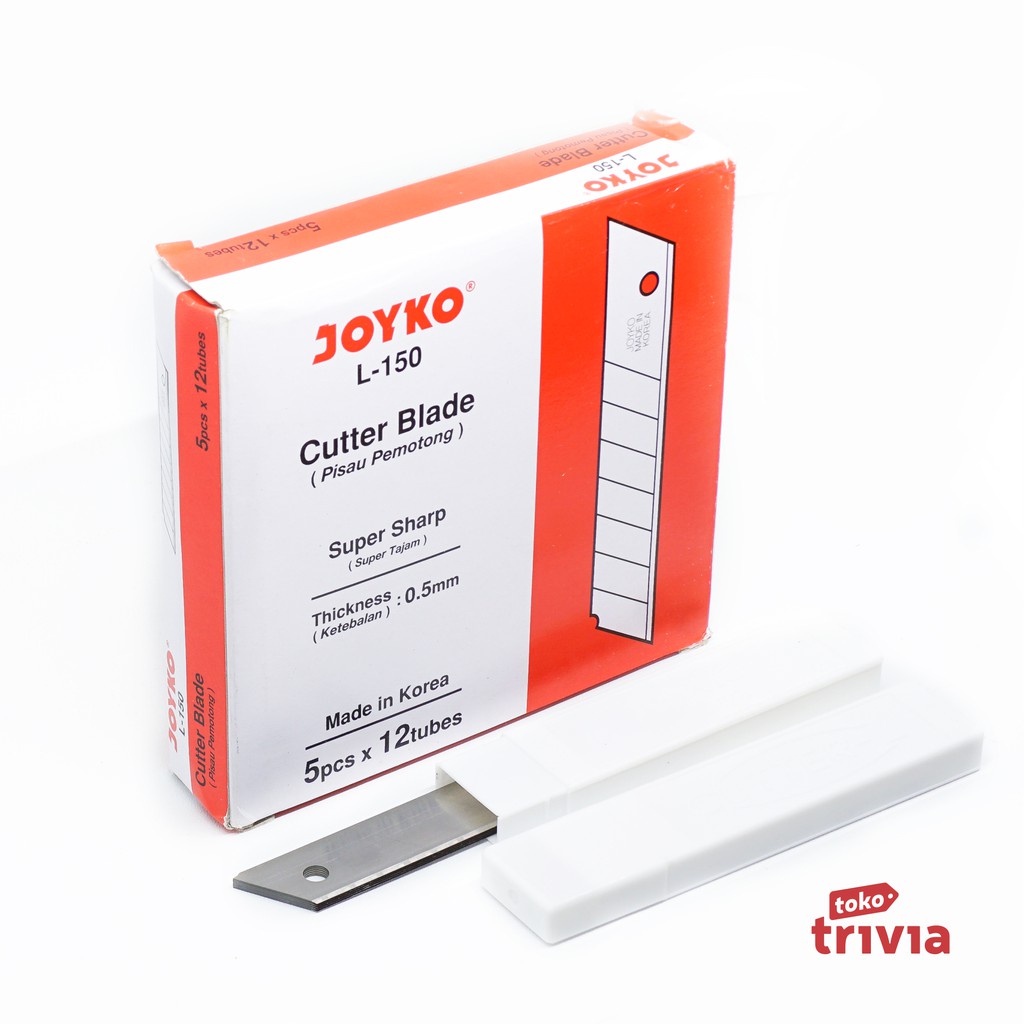 Cutter Blade
( Pisau Pemotong )
JOYKO
L-150
5pcs x 12tubes
JOYKO®
L-150
Cutter Blade
( Pisau Pemotong )
Super Sharp
( Super Tajam )
Thickness : 0.5mm
( Ketebalan )
Made in Korea
5pcs x 12tubes
JOYKO
MADE IN
KOREA
5pcs x 12tubes
JOYKO
L-150
Cutter Blade
( Pisau Pemotong )
toko
trivia